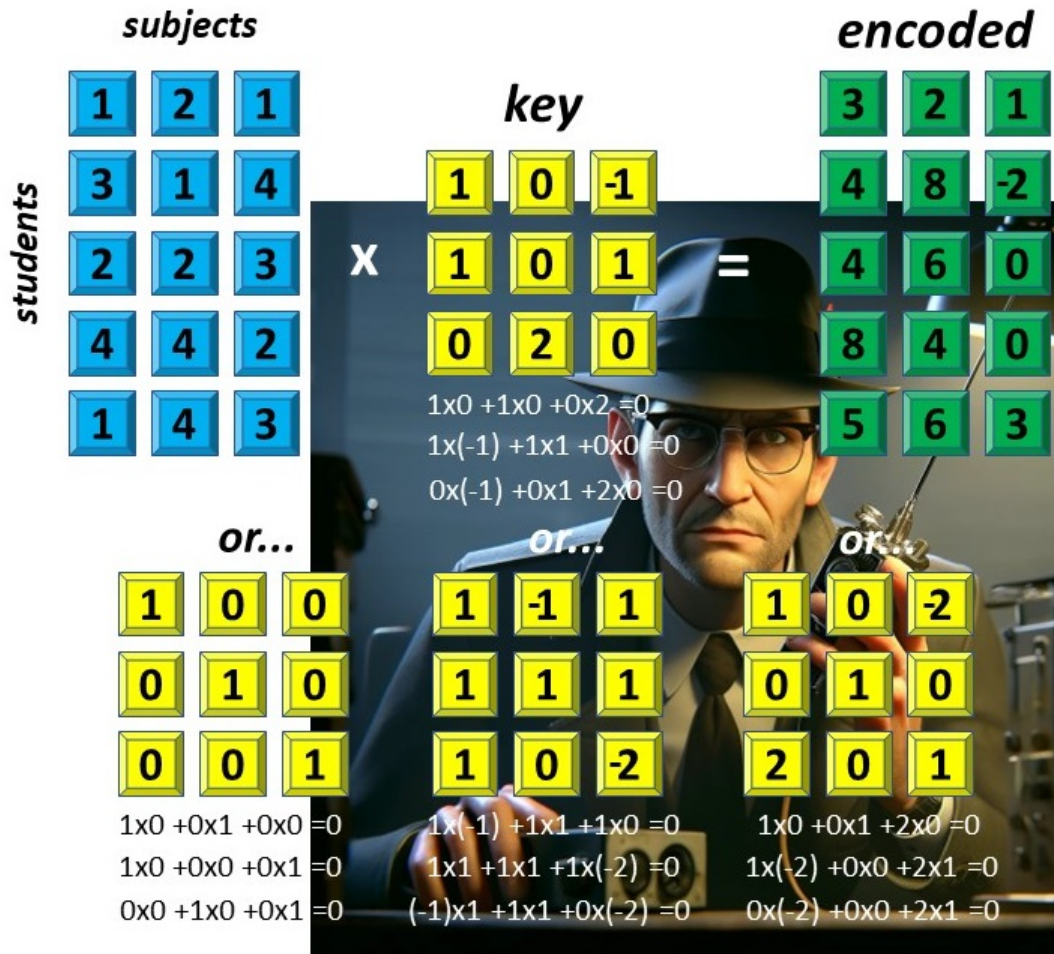 subjects
encoded
key
students
1 2 1
3 1 4
2 2 3
4 4 2
1 4 3
x
1 0 -1
1 0 1
0 2 0
=
3 2 1
4 8 -2
4 6 0
8 4 0
5 6 3
1x0 +1x0 +0x2 =0
1x(-1) +1x1 +0x0 =0
0x(-1) +0x1 +2x0 =0
or...
1 0 0
0 1 0
0 0 1
1x0 +0x1 +0x0 =0
1x0 +0x0 +0x1 =0
0x0 +1x0 +0x1 =0
or...
1 -1 1
1 1 1
1 0 -2
1x(-1) +1x1 +1x0 =0
1x1 +1x1 +1x(-2) =0
(-1)x1 +1x1 +0x(-2) =0
or...
1 0 -2
0 1 0
2 0 1
1x0 +0x1 +2x0 =0
1x(-2) +0x0 +2x1 =0
0x(-2) +0x0 +2x1 =0